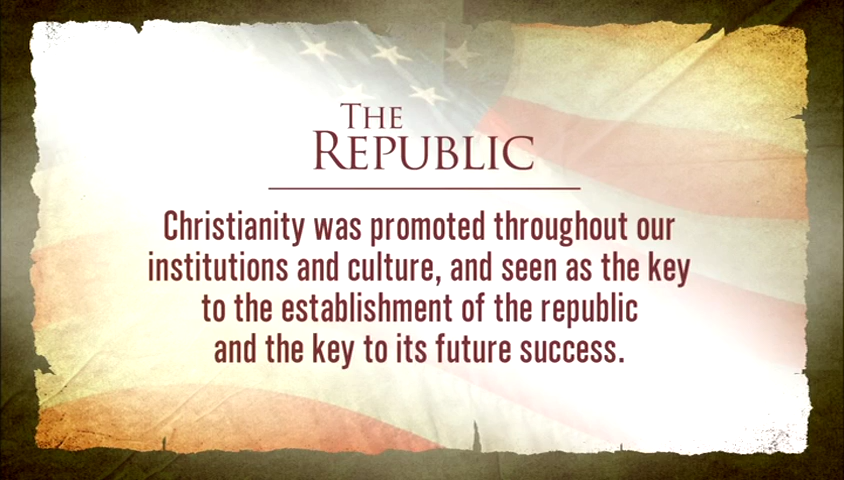 THE
REPUBLIC
Christianity was promoted throughout our
institutions and culture, and seen as the key
to the establishment of the republic
and the key to its future success.